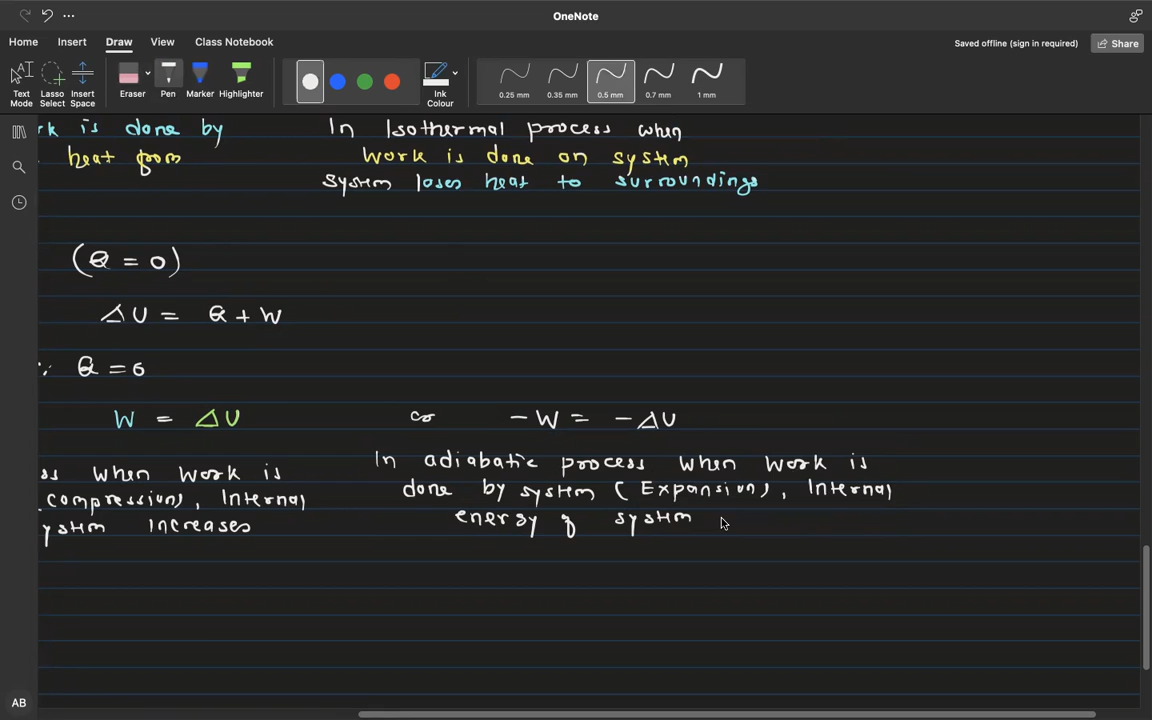 OneNote
Home Insert Draw View Class Notebook
Saved offline (sign in required) Share
Text Mode
Lasso Select
Insert Space
Eraser
Pen
Marker
Highlighter
Ink Colour
0.25 mm 0.35 mm 0.5 mm 0.7 mm 1 mm
rk is done by
heat from
In Isothermal process when
work is done on system
system loses heat to surroundings
(Q = 0)
ΔU = Q + W
∵ Q = 0
W = ΔU or -W = -ΔU
ss when work is
compression), Internal
ystem increases
In adiabatic process when work is
done by system (Expansion), Internal
energy of system
AB